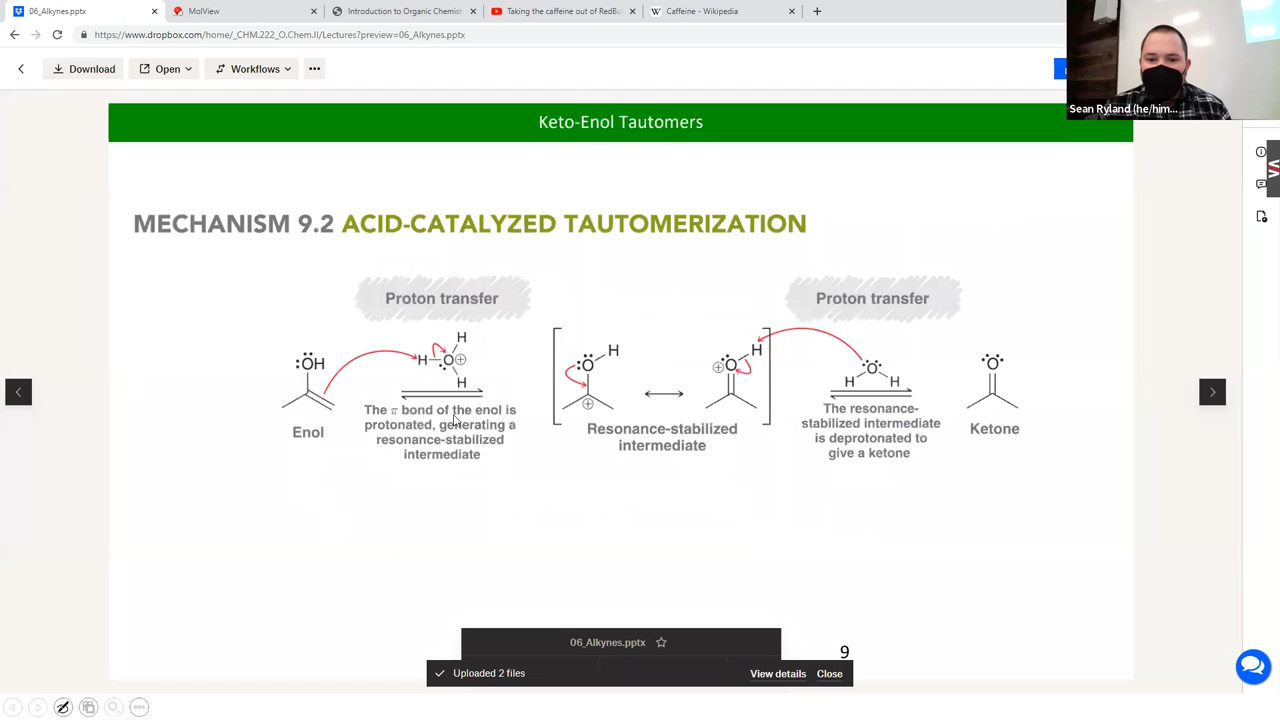 06_Alkynes.pptx
MolView
Introduction to Organic Chemist
Taking the caffeine out of RedBu
Caffeine - Wikipedia
https://www.dropbox.com/home/_CHM.222_O.Chem.II/Lectures?preview=06_Alkynes.pptx
Download
Open
Workflows
Sean Ryland (he/him...
Keto-Enol Tautomers
MECHANISM 9.2 ACID-CATALYZED TAUTOMERIZATION
Proton transfer
Proton transfer
H
H
H
OH
H
O
O
O
O
O
H
H
H
H
The π bond of the enol is
protonated, generating a
resonance-stabilized
intermediate
The resonance-
stabilized intermediate
is deprotonated to
give a ketone
Enol
Resonance-stabilized
intermediate
Ketone
06_Alkynes.pptx
9
Uploaded 2 files
View details
Close